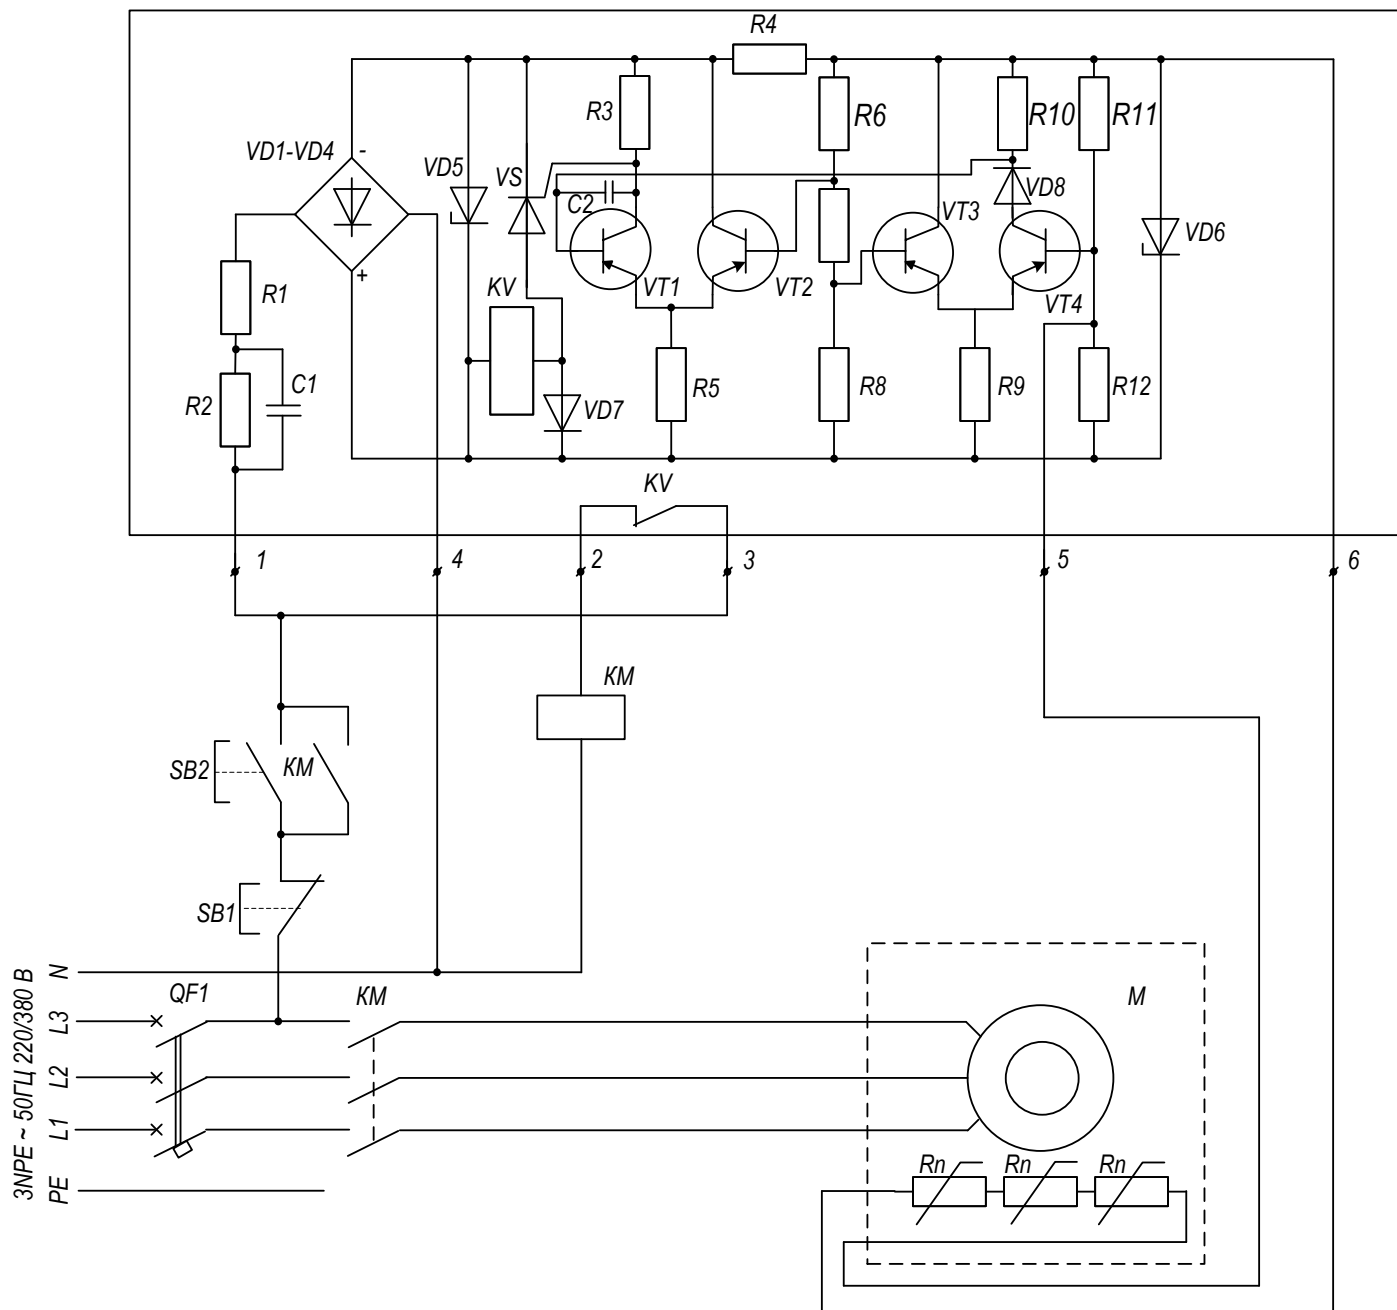 R4
R3
R6
R10
R11
VD1-VD4
-
VD5
VS
VD8
C2
VT3
VD6
+
KV
VT1
VT2
VT4
R1
R2
C1
VD7
R5
R8
R9
R12
KV
1
4
2
3
5
6
KM
SB2
KM
SB1
3NPE ~ 50ГЦ 220/380 В
N
L3
L2
L1
PE
QF1
KM
M
Rn
Rn
Rn